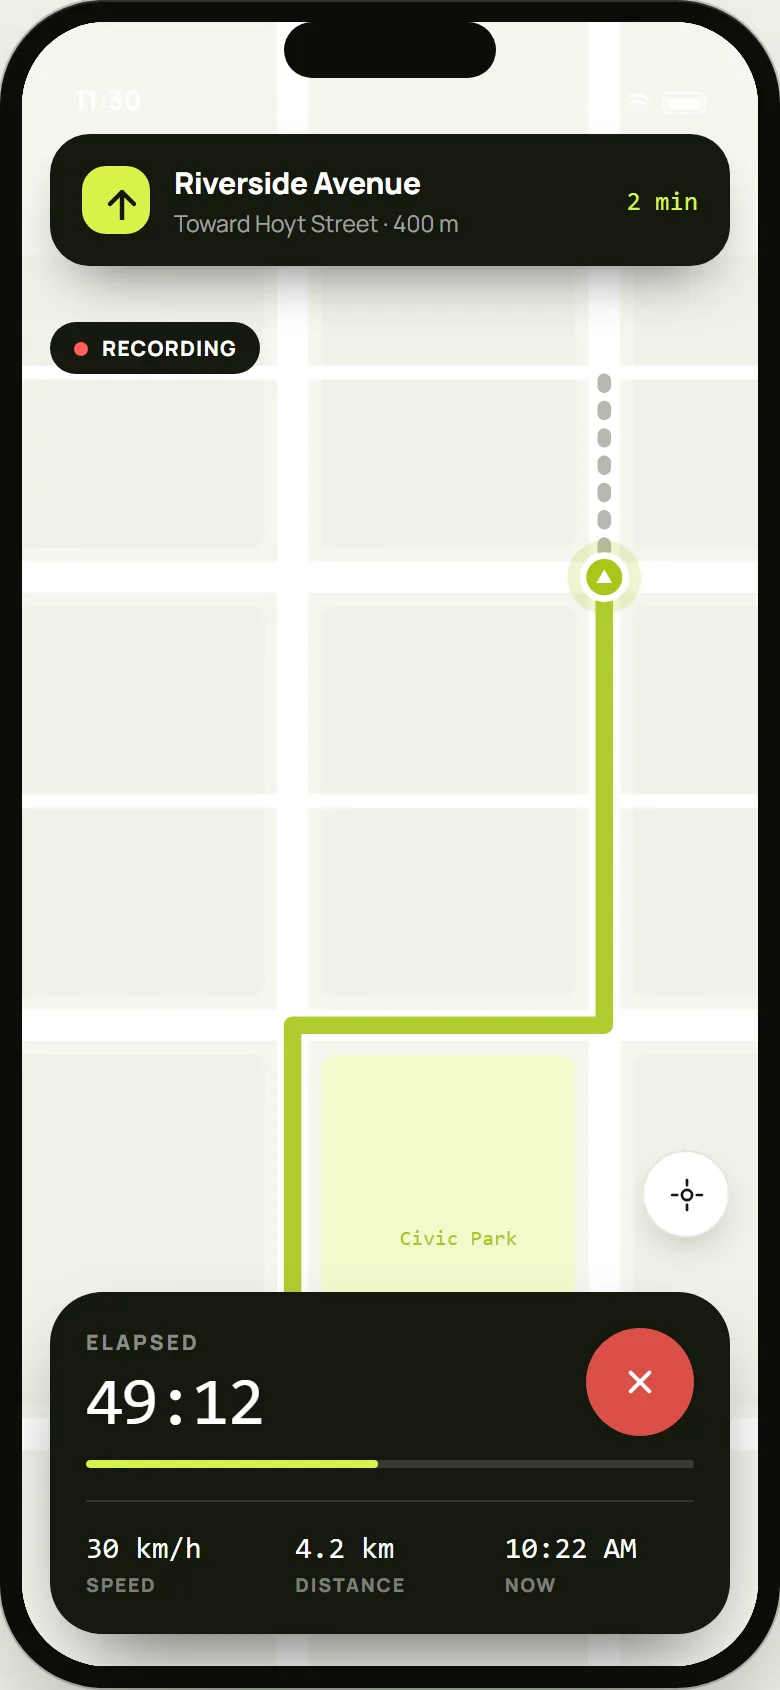 11:30
Riverside Avenue
Toward Hoyt Street · 400 m
2 min
RECORDING
Civic Park
ELAPSED
49:12
30 km/h
4.2 km
10:22 AM
SPEED
DISTANCE
NOW